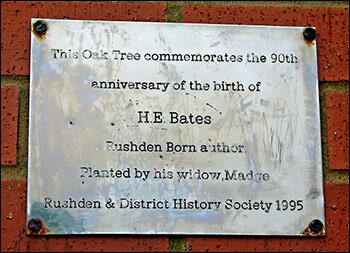 This Oak Tree commemorates the 90th
anniversary of the birth of
H.E. Bates
Rushden Born author.
Planted by his widow, Madge
Rushden & District History Society 1995